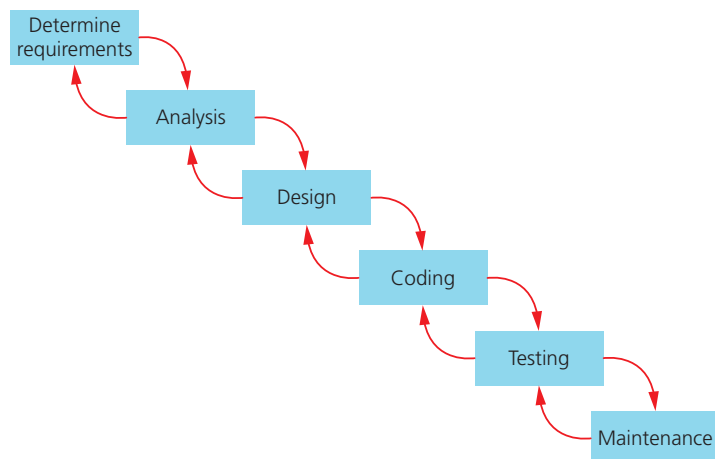 Determine
requirements
Analysis
Design
Coding
Testing
Maintenance